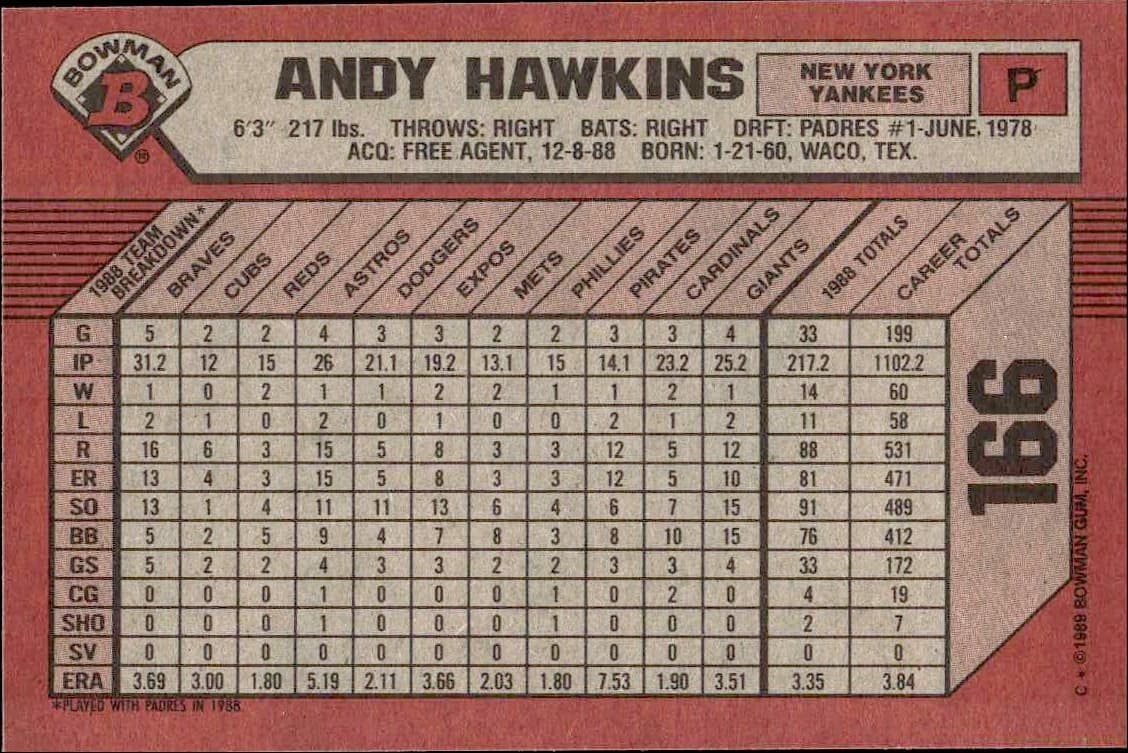 BOWMAN
B
®
ANDY HAWKINS
NEW YORK
YANKEES
P
6'3" 217 lbs. THROWS: RIGHT BATS: RIGHT DRFT: PADRES #1-JUNE, 1978
ACQ: FREE AGENT, 12-8-88 BORN: 1-21-60, WACO, TEX.
1988 TEAM
BREAKDOWN* BRAVES CUBS REDS ASTROS DODGERS EXPOS METS PHILLIES PIRATES CARDINALS GIANTS 1988 TOTALS CAREER TOTALS
G 5 2 2 4 3 3 2 2 3 3 4 33 199
IP 31.2 12 15 26 21.1 19.2 13.1 15 14.1 23.2 25.2 217.2 1102.2
W 1 0 2 1 1 2 2 1 1 2 1 14 60
L 2 1 0 2 0 1 0 0 2 1 2 11 58
R 16 6 3 15 5 8 3 3 12 5 12 88 531
ER 13 4 3 15 5 8 3 3 12 5 10 81 471
SO 13 1 4 11 11 13 6 4 6 7 15 91 489
BB 5 2 5 9 4 7 8 3 8 10 15 76 412
GS 5 2 2 4 3 3 2 2 3 3 4 33 172
CG 0 0 0 1 0 0 0 1 0 2 0 4 19
SHO 0 0 0 1 0 0 0 1 0 0 0 2 7
SV 0 0 0 0 0 0 0 0 0 0 0 0 0
ERA 3.69 3.00 1.80 5.19 2.11 3.66 2.03 1.80 7.53 1.90 3.51 3.35 3.84
*PLAYED WITH PADRES IN 1988
166
C * ©1989 BOWMAN GUM, INC.